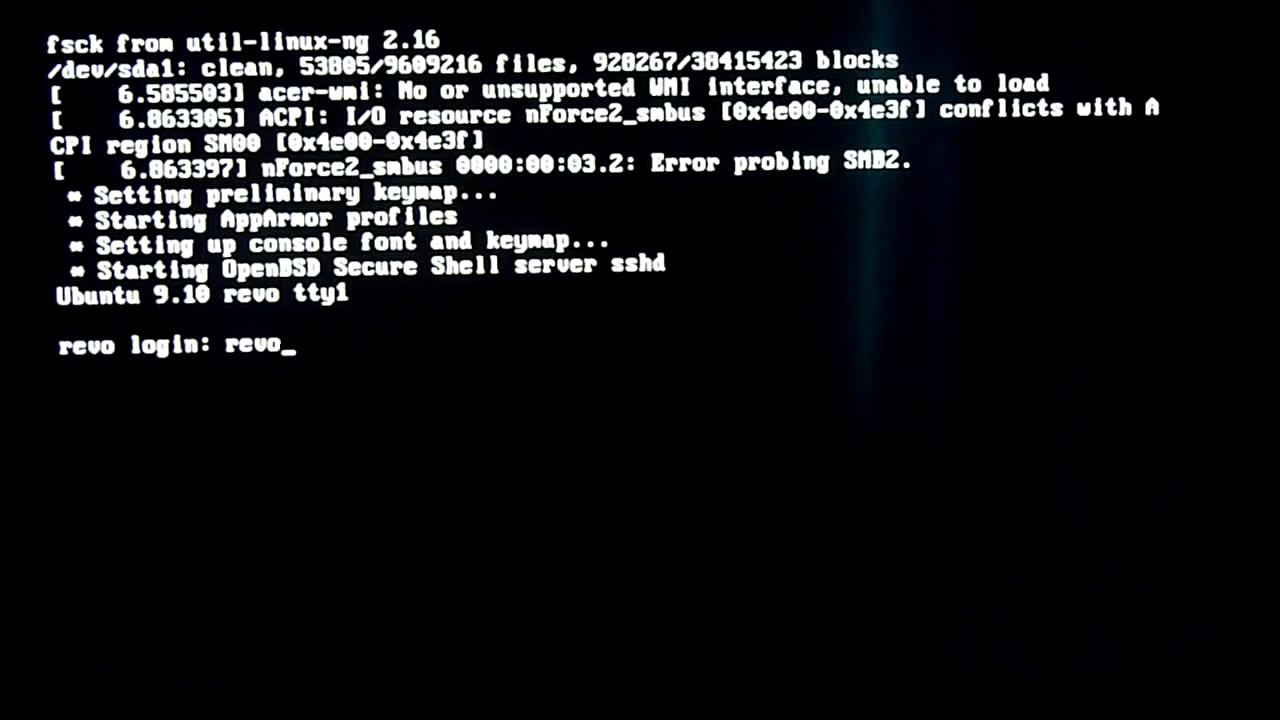 fsck from util-linux-ng 2.16
/dev/sda1: clean, 53805/9609216 files, 928267/38415423 blocks
[    6.585503] acer-wmi: No or unsupported WMI interface, unable to load
[    6.863305] ACPI: I/O resource nForce2_smbus [0x4e00-0x4e3f] conflicts with A
CPI region SM00 [0x4e00-0x4e3f]
[    6.863397] nForce2_smbus 0000:00:03.2: Error probing SMB2.
* Setting preliminary keymap...
* Starting AppArmor profiles
* Setting up console font and keymap...
* Starting OpenBSD Secure Shell server sshd
Ubuntu 9.10 revo tty1
revo login: revo_